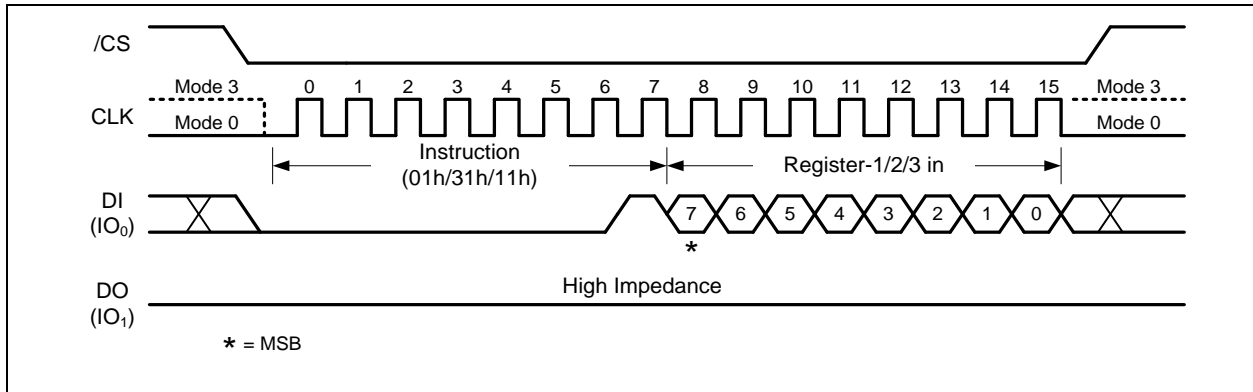 /CS
Mode 3 0 1 2 3 4 5 6 7 8 9 10 11 12 13 14 15 Mode 3
CLK
Mode 0 Mode 0
Instruction
(01h/31h/11h)
Register-1/2/3 in
DI
(IO₀)
7 6 5 4 3 2 1 0
*
DO
(IO₁)
High Impedance
* = MSB